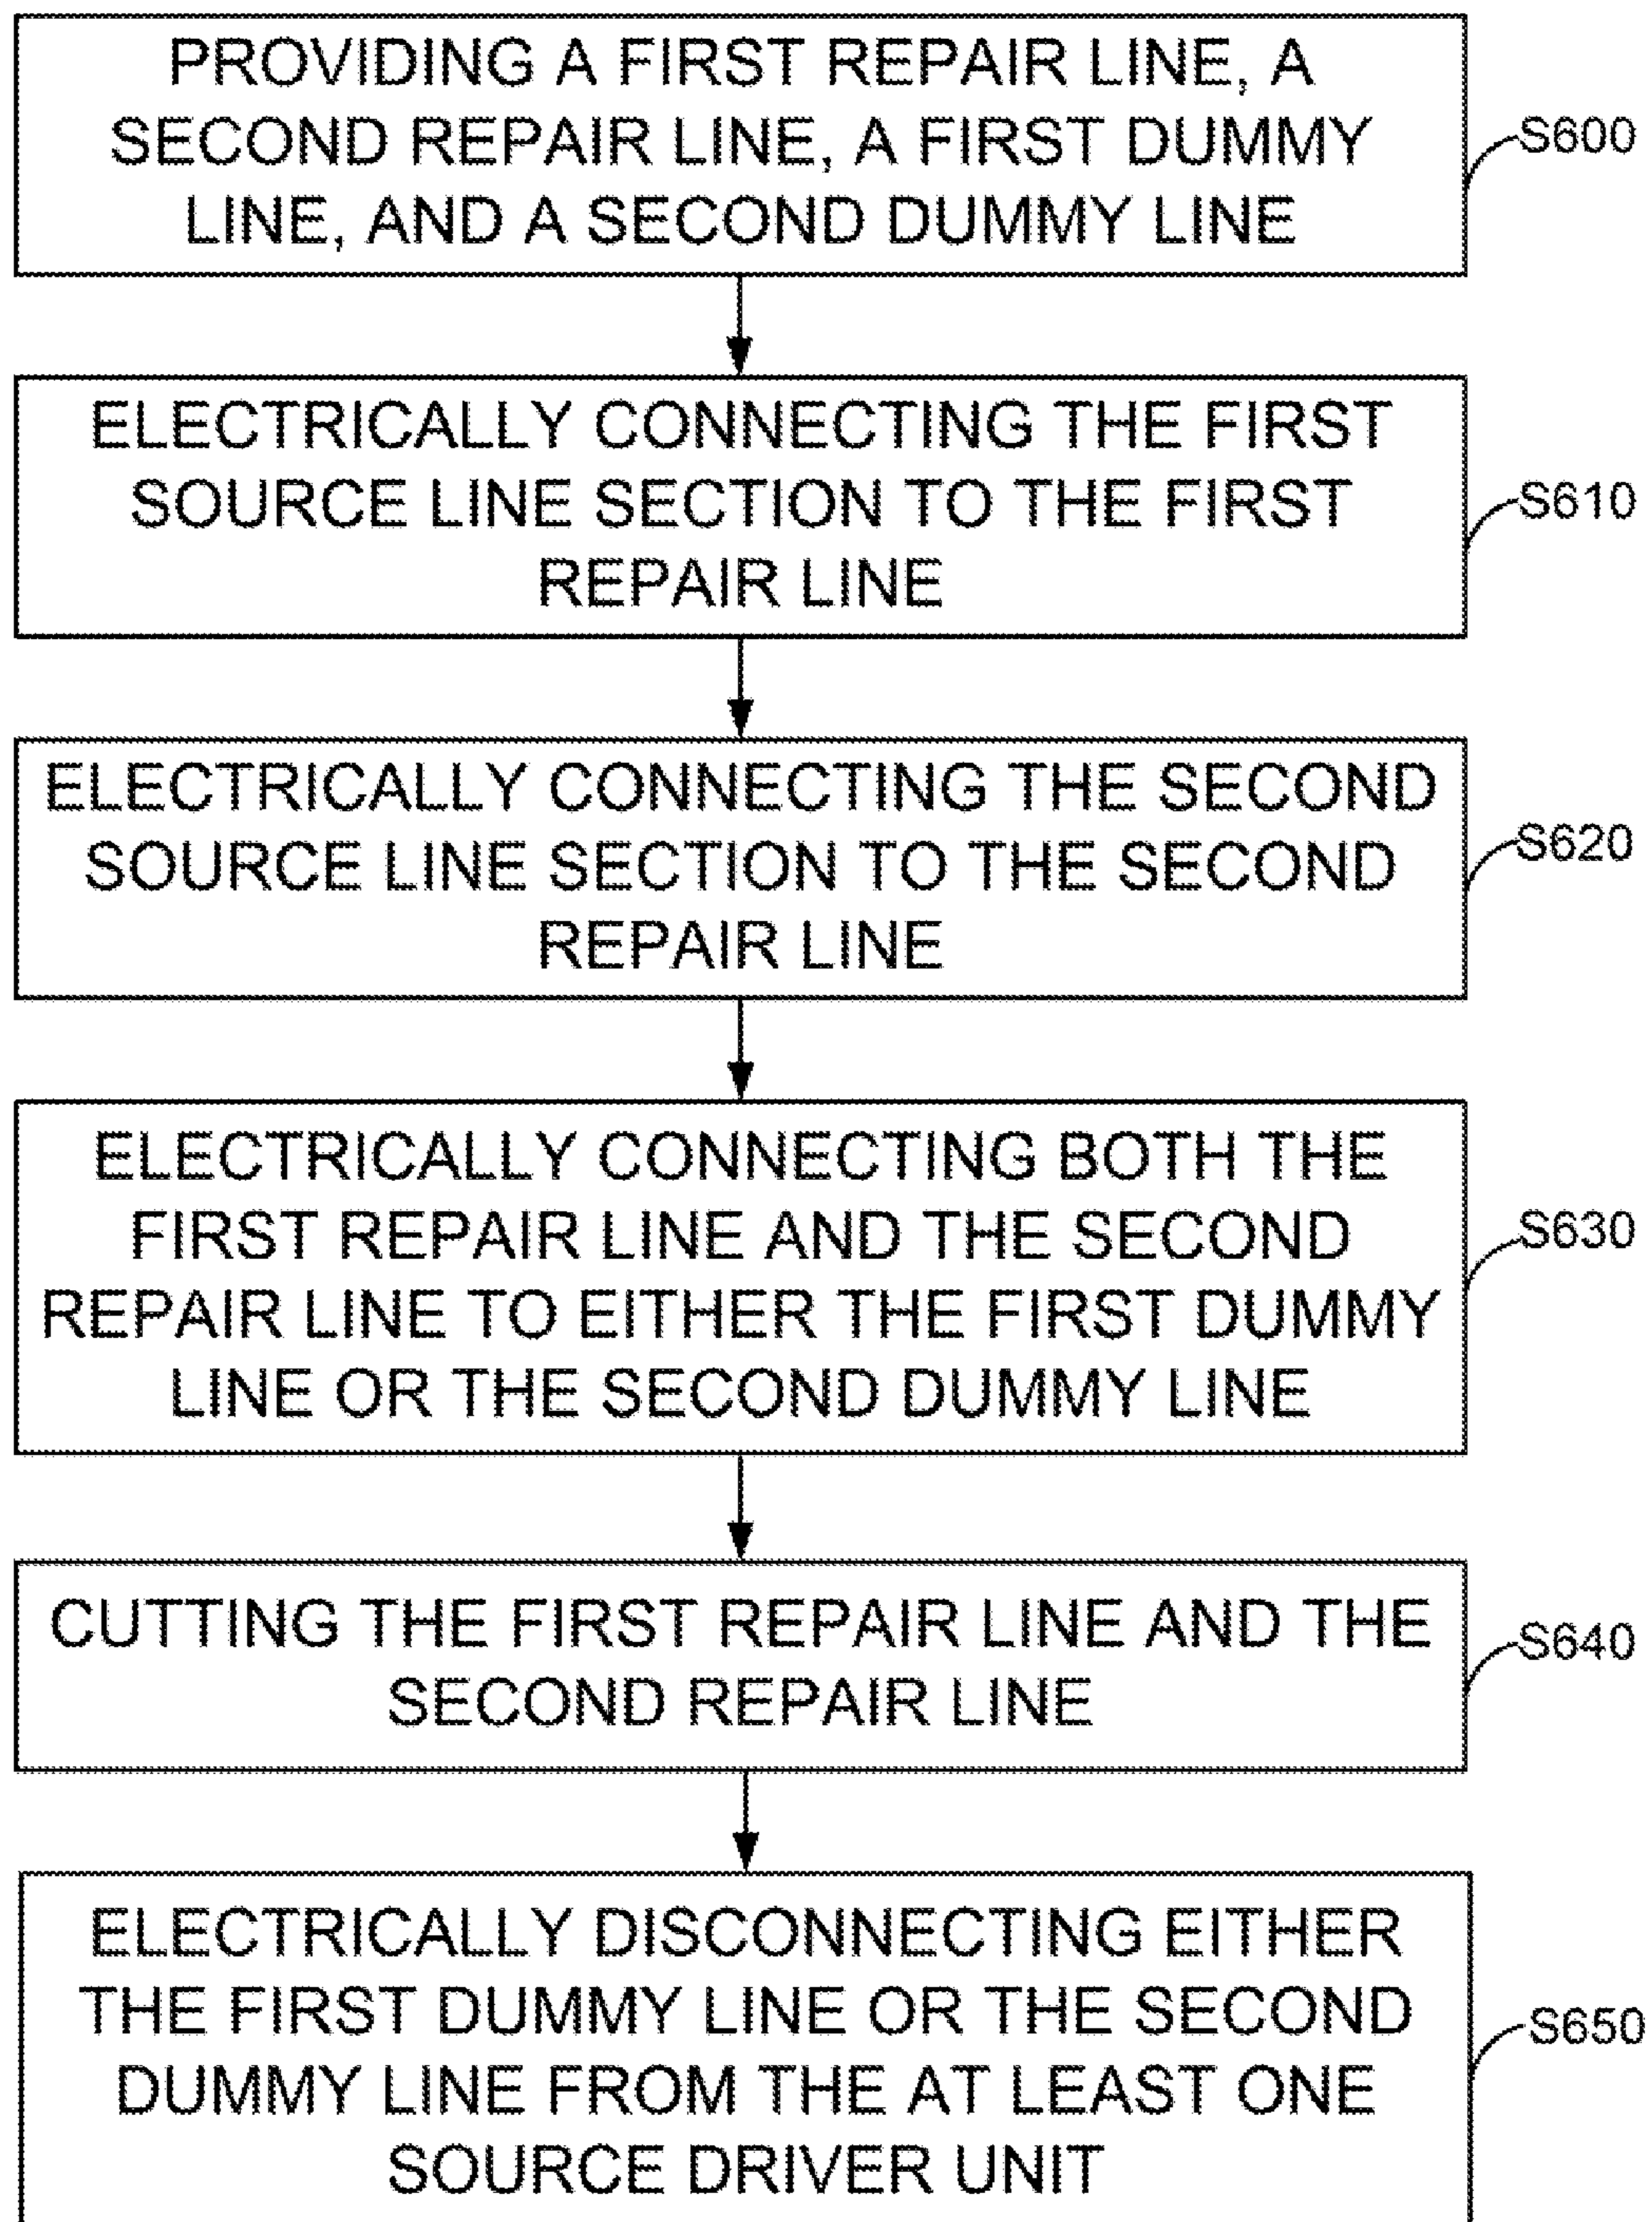 PROVIDING A FIRST REPAIR LINE, A
SECOND REPAIR LINE, A FIRST DUMMY
LINE, AND A SECOND DUMMY LINE
S600
ELECTRICALLY CONNECTING THE FIRST
SOURCE LINE SECTION TO THE FIRST
REPAIR LINE
S610
ELECTRICALLY CONNECTING THE SECOND
SOURCE LINE SECTION TO THE SECOND
REPAIR LINE
S620
ELECTRICALLY CONNECTING BOTH THE
FIRST REPAIR LINE AND THE SECOND
REPAIR LINE TO EITHER THE FIRST DUMMY
LINE OR THE SECOND DUMMY LINE
S630
CUTTING THE FIRST REPAIR LINE AND THE
SECOND REPAIR LINE
S640
ELECTRICALLY DISCONNECTING EITHER
THE FIRST DUMMY LINE OR THE SECOND
DUMMY LINE FROM THE AT LEAST ONE
SOURCE DRIVER UNIT
S650